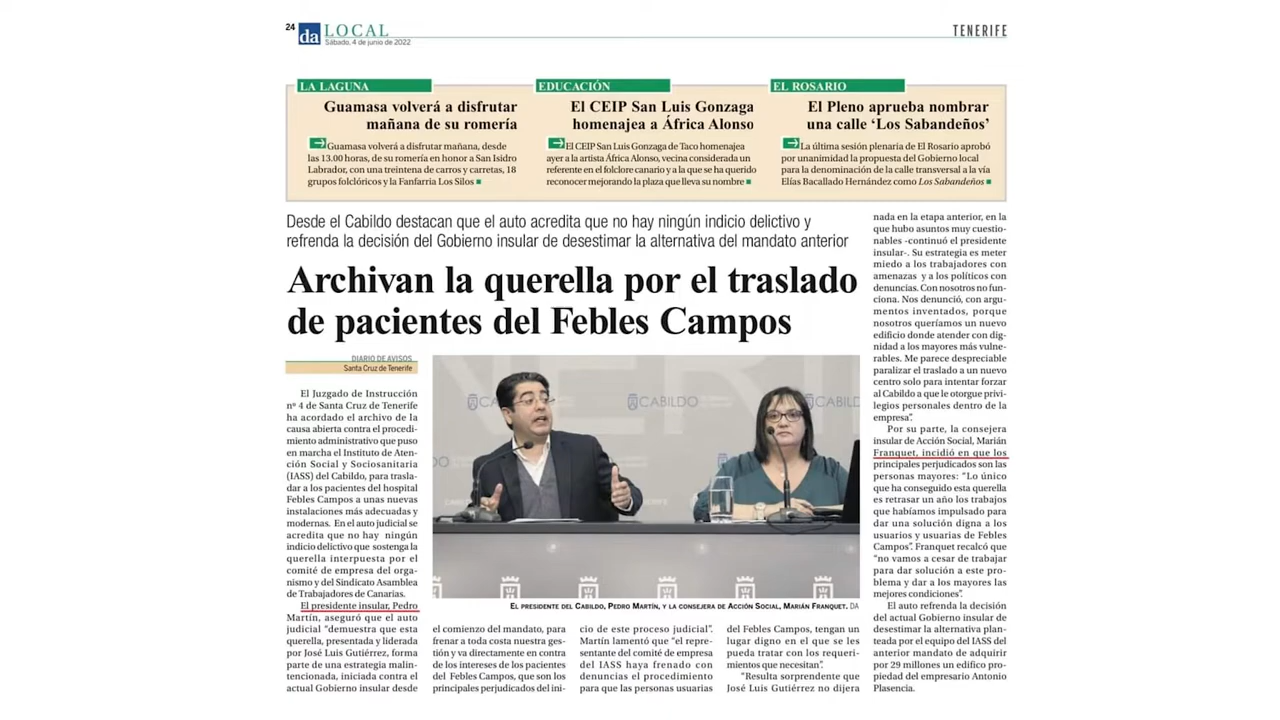 24
da
LOCAL
Sábado, 4 de junio de 2022
TENERIFE
LA LAGUNA
Guamasa volverá a disfrutar
mañana de su romería
Guamasa volverá a disfrutar mañana, desde
las 13.00 horas, de su romería en honor a San Isidro
Labrador, con una treintena de carros y carretas, 18
grupos folclóricos y la Fanfarria Los Silos
EDUCACIÓN
El CEIP San Luis Gonzaga
homenajea a África Alonso
El CEIP San Luis Gonzaga de Taco homenajea
ayer a la artista África Alonso, vecina considerada un
referente en el folclore canario y a la que se ha querido
reconocer mejorando la plaza que lleva su nombre
EL ROSARIO
El Pleno aprueba nombrar
una calle ‘Los Sabandeños’
La última sesión plenaria de El Rosario aprobó
por unanimidad la propuesta del Gobierno local
para la denominación de la calle transversal a la vía
Elías Bacallado Hernández como Los Sabandeños
Desde el Cabildo destacan que el auto acredita que no hay ningún indicio delictivo y
refrenda la decisión del Gobierno insular de desestimar la alternativa del mandato anterior
Archivan la querella por el traslado
de pacientes del Febles Campos
DIARIO DE AVISOS
Santa Cruz de Tenerife
El Juzgado de Instrucción
nº 4 de Santa Cruz de Tenerife
ha acordado el archivo de la
causa abierta contra el procedi-
miento administrativo que puso
en marcha el Instituto de Aten-
ción Social y Sociosanitaria
(IASS) del Cabildo, para trasla-
dar a los pacientes del hospital
Febles Campos a unas nuevas
instalaciones más adecuadas y
modernas. En el auto judicial se
acredita que no hay ningún
indicio delictivo que sostenga la
querella interpuesta por el
comité de empresa del orga-
nismo y del Sindicato Asamblea
de Trabajadores de Canarias.
El presidente insular, Pedro
Martín, aseguró que el auto
judicial “demuestra que esta
querella, presentada y liderada
por José Luis Gutiérrez, forma
parte de una estrategia malin-
tencionada, iniciada contra el
actual Gobierno insular desde
CABILDO
CABILDO
CABILDO
EL PRESIDENTE DEL CABILDO, PEDRO MARTÍN, Y LA CONSEJERA DE ACCIÓN SOCIAL, MARIÁN FRANQUET. DA
el comienzo del mandato, para
frenar a toda costa nuestra ges-
tión y va directamente en contra
de los intereses de los pacientes
del Febles Campos, que son los
principales perjudicados del ini-
cio de este proceso judicial”.
Martín lamentó que “el repre-
sentante del comité de empresa
del IASS haya frenado con
denuncias el procedimiento
para que las personas usuarias
del Febles Campos, tengan un
lugar digno en el que se les
pueda tratar con los requeri-
mientos que necesitan”.
“Resulta sorprendente que
José Luis Gutiérrez no dijera
nada en la etapa anterior, en la
que hubo asuntos muy cuestio-
nables -continuó el presidente
insular-. Su estrategia es meter
miedo a los trabajadores con
amenazas y a los políticos con
denuncias. Con nosotros no fun-
ciona. Nos denunció, con argu-
mentos inventados, porque
nosotros queríamos un nuevo
edificio donde atender con dig-
nidad a los mayores más vulne-
rables. Me parece despreciable
paralizar el traslado a un nuevo
centro solo para intentar forzar
al Cabildo a que le otorgue privi-
legios personales dentro de la
empresa”.
Por su parte, la consejera
insular de Acción Social, Marián
Franquet, incidió en que los
principales perjudicados son las
personas mayores: “Lo único
que ha conseguido esta querella
es retrasar un año los trabajos
que habíamos impulsado para
dar una solución digna a los
usuarios y usuarias de Febles
Campos”. Franquet recalcó que
“no vamos a cesar de trabajar
para dar solución a este pro-
blema y dar a los mayores las
mejores condiciones”.
El auto refrenda la decisión
del actual Gobierno insular de
desestimar la alternativa plan-
teada por el equipo del IASS del
anterior mandato de adquirir
por 29 millones un edifico pro-
piedad del empresario Antonio
Plasencia.